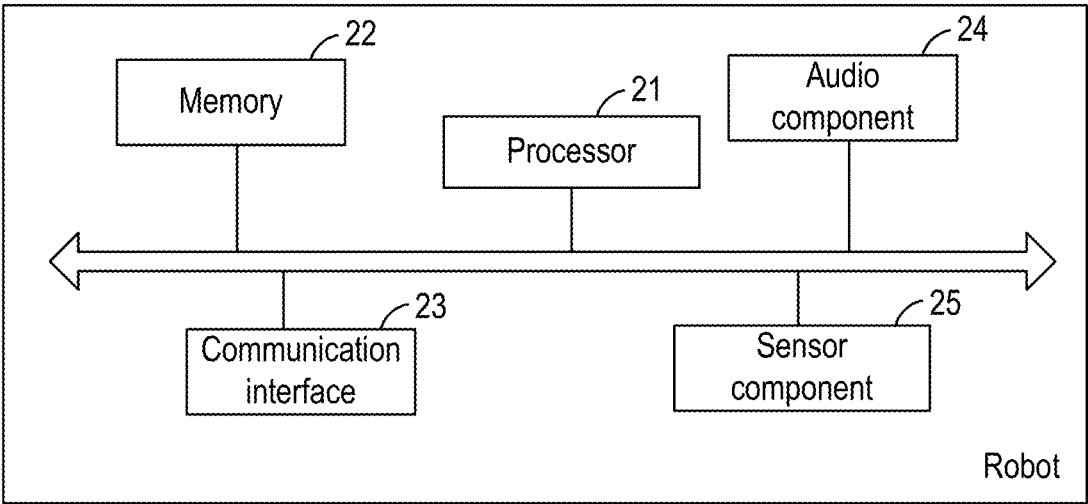 22
Memory
21
Processor
24
Audio
component
23
Communication
interface
25
Sensor
component
Robot